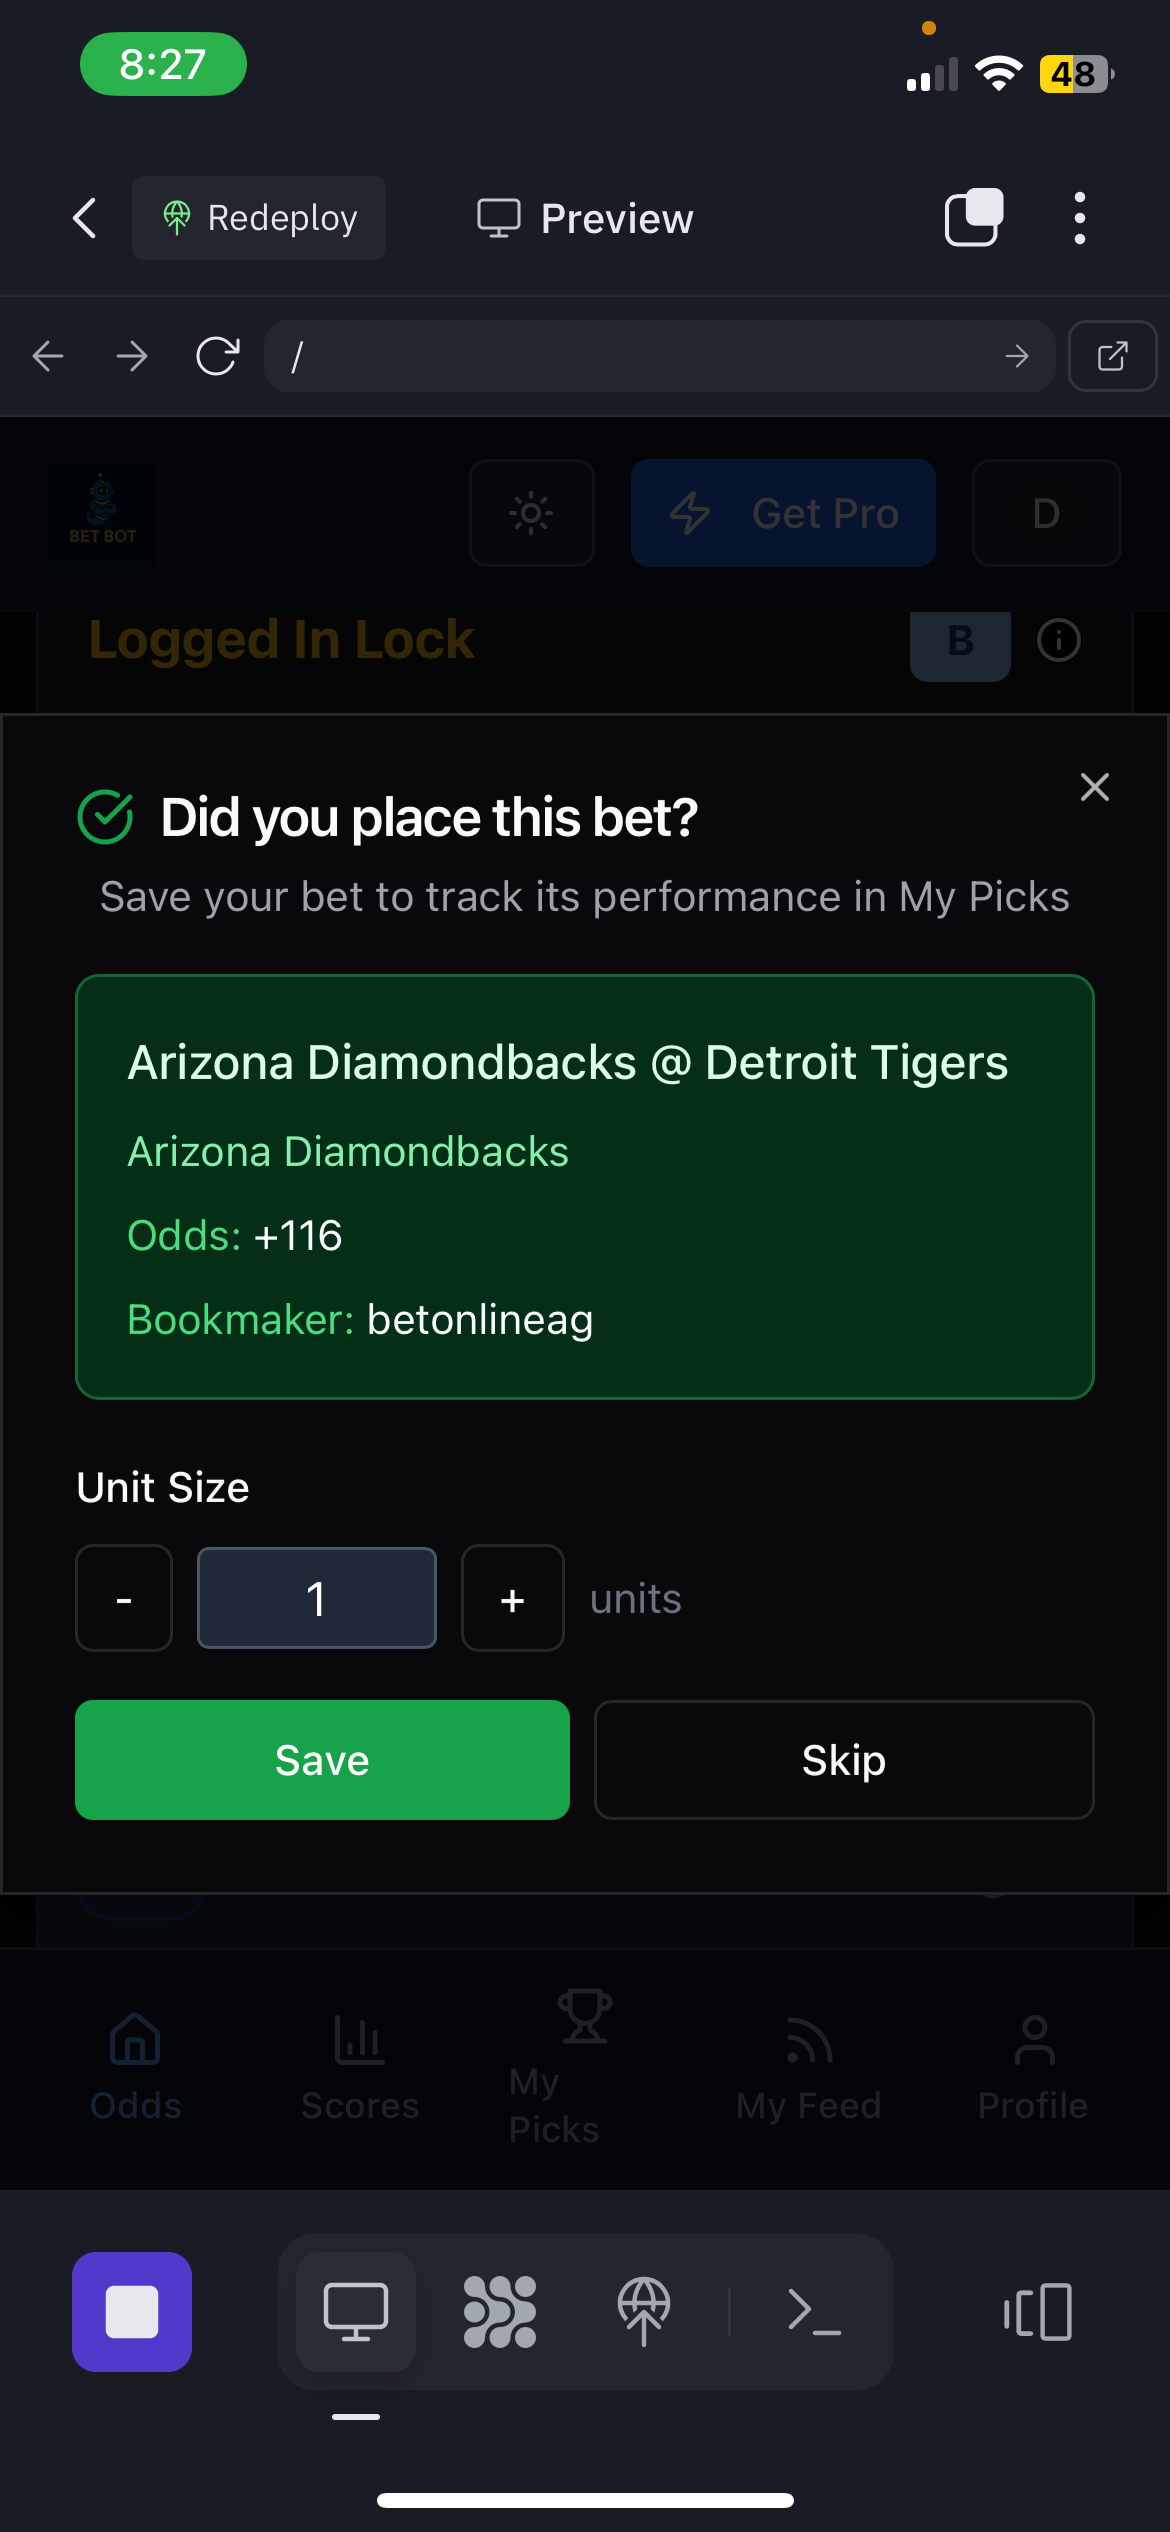 8:27
48
Redeploy
Preview
/
BET BOT
Get Pro
D
Logged In Lock
B
Did you place this bet?
Save your bet to track its performance in My Picks
Arizona Diamondbacks @ Detroit Tigers
Arizona Diamondbacks
Odds: +116
Bookmaker: betonlineag
Unit Size
-
1
+
units
Save
Skip
Odds
Scores
My
Picks
My Feed
Profile